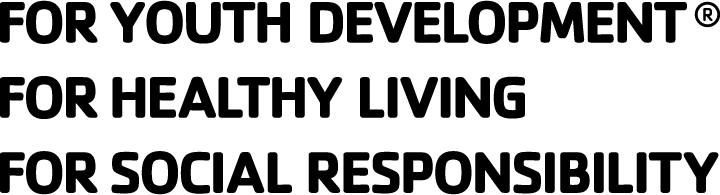 FOR YOUTH DEVELOPMENT®
FOR HEALTHY LIVING
FOR SOCIAL RESPONSIBILITY